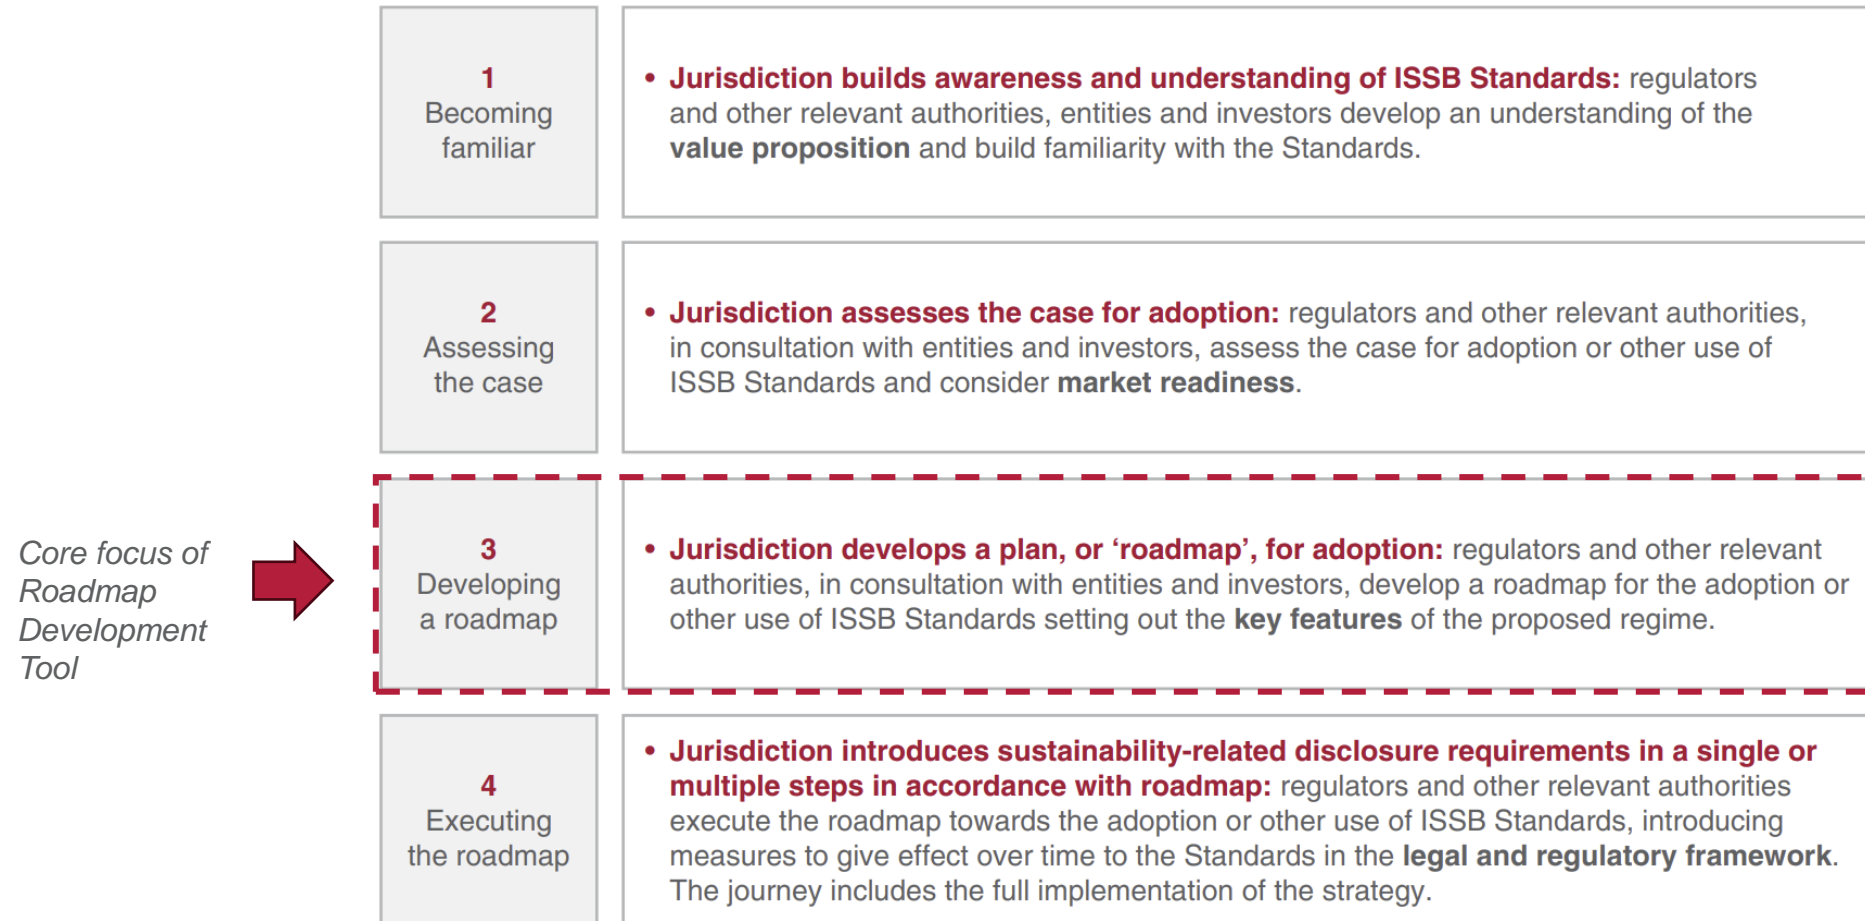 1
Becoming
familiar
• Jurisdiction builds awareness and understanding of ISSB Standards: regulators
and other relevant authorities, entities and investors develop an understanding of the
value proposition and build familiarity with the Standards.
2
Assessing
the case
• Jurisdiction assesses the case for adoption: regulators and other relevant authorities,
in consultation with entities and investors, assess the case for adoption or other use of
ISSB Standards and consider market readiness.
Core focus of
Roadmap
Development
Tool
3
Developing
a roadmap
• Jurisdiction develops a plan, or ‘roadmap’, for adoption: regulators and other relevant
authorities, in consultation with entities and investors, develop a roadmap for the adoption or
other use of ISSB Standards setting out the key features of the proposed regime.
4
Executing
the roadmap
• Jurisdiction introduces sustainability-related disclosure requirements in a single or
multiple steps in accordance with roadmap: regulators and other relevant authorities
execute the roadmap towards the adoption or other use of ISSB Standards, introducing
measures to give effect over time to the Standards in the legal and regulatory framework.
The journey includes the full implementation of the strategy.